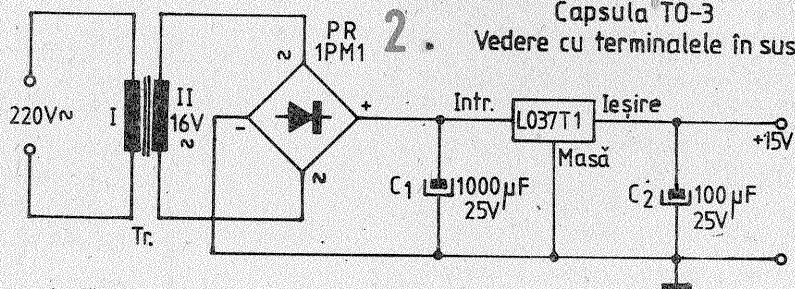 2.
Capsula TO-3
Vedere cu terminalele în sus
PR
1PM1
220V~
I
II
16V
~
~
~
-
+
Tr.
Intr.
L037T1
Ieșire
Masă
+15V
C1
1000μF
25V
C2
100μF
25V